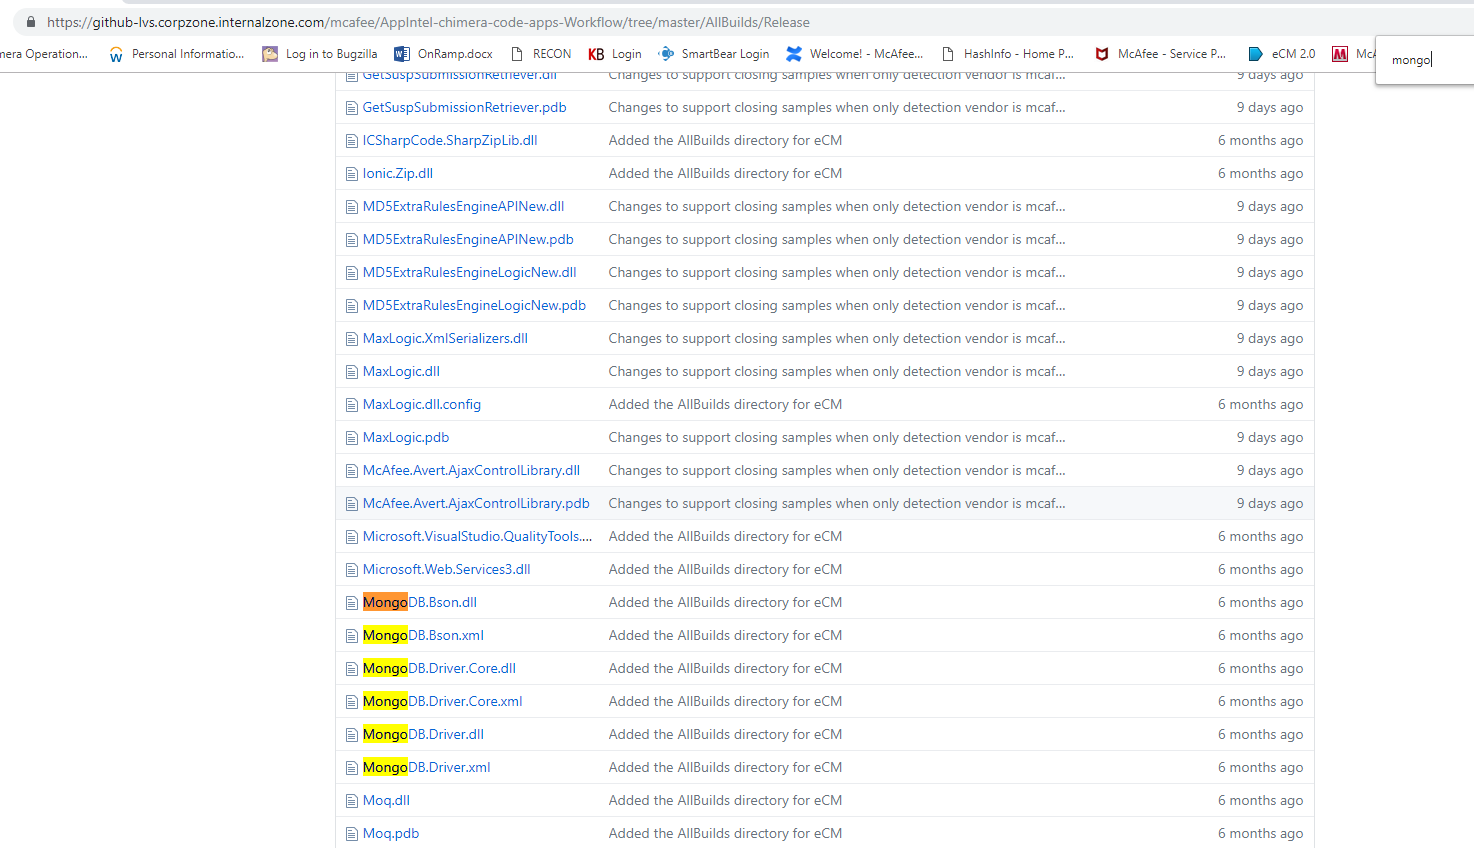 https://github-lvs.corpzone.internalzone.com/mcafee/AppIntel-chimera-code-apps-Workflow/tree/master/AllBuilds/Release
mera Operation... Personal Informatio... Log in to Bugzilla OnRamp.docx RECON KB Login SmartBear Login Welcome! - McAfee... HashInfo - Home P... McAfee - Service P... eCM 2.0 McA
mongo
GetSuspSubmissionRetriever.dll Changes to support closing samples when only detection vendor is mcaf... 9 days ago
GetSuspSubmissionRetriever.pdb Changes to support closing samples when only detection vendor is mcaf... 9 days ago
ICSharpCode.SharpZipLib.dll Added the AllBuilds directory for eCM 6 months ago
Ionic.Zip.dll Added the AllBuilds directory for eCM 6 months ago
MD5ExtraRulesEngineAPINew.dll Changes to support closing samples when only detection vendor is mcaf... 9 days ago
MD5ExtraRulesEngineAPINew.pdb Changes to support closing samples when only detection vendor is mcaf... 9 days ago
MD5ExtraRulesEngineLogicNew.dll Changes to support closing samples when only detection vendor is mcaf... 9 days ago
MD5ExtraRulesEngineLogicNew.pdb Changes to support closing samples when only detection vendor is mcaf... 9 days ago
MaxLogic.XmlSerializers.dll Changes to support closing samples when only detection vendor is mcaf... 9 days ago
MaxLogic.dll Changes to support closing samples when only detection vendor is mcaf... 9 days ago
MaxLogic.dll.config Added the AllBuilds directory for eCM 6 months ago
MaxLogic.pdb Changes to support closing samples when only detection vendor is mcaf... 9 days ago
McAfee.Avert.AjaxControlLibrary.dll Changes to support closing samples when only detection vendor is mcaf... 9 days ago
McAfee.Avert.AjaxControlLibrary.pdb Changes to support closing samples when only detection vendor is mcaf... 9 days ago
Microsoft.VisualStudio.QualityTools.... Added the AllBuilds directory for eCM 6 months ago
Microsoft.Web.Services3.dll Added the AllBuilds directory for eCM 6 months ago
MongoDB.Bson.dll Added the AllBuilds directory for eCM 6 months ago
MongoDB.Bson.xml Added the AllBuilds directory for eCM 6 months ago
MongoDB.Driver.Core.dll Added the AllBuilds directory for eCM 6 months ago
MongoDB.Driver.Core.xml Added the AllBuilds directory for eCM 6 months ago
MongoDB.Driver.dll Added the AllBuilds directory for eCM 6 months ago
MongoDB.Driver.xml Added the AllBuilds directory for eCM 6 months ago
Moq.dll Added the AllBuilds directory for eCM 6 months ago
Moq.pdb Added the AllBuilds directory for eCM 6 months ago